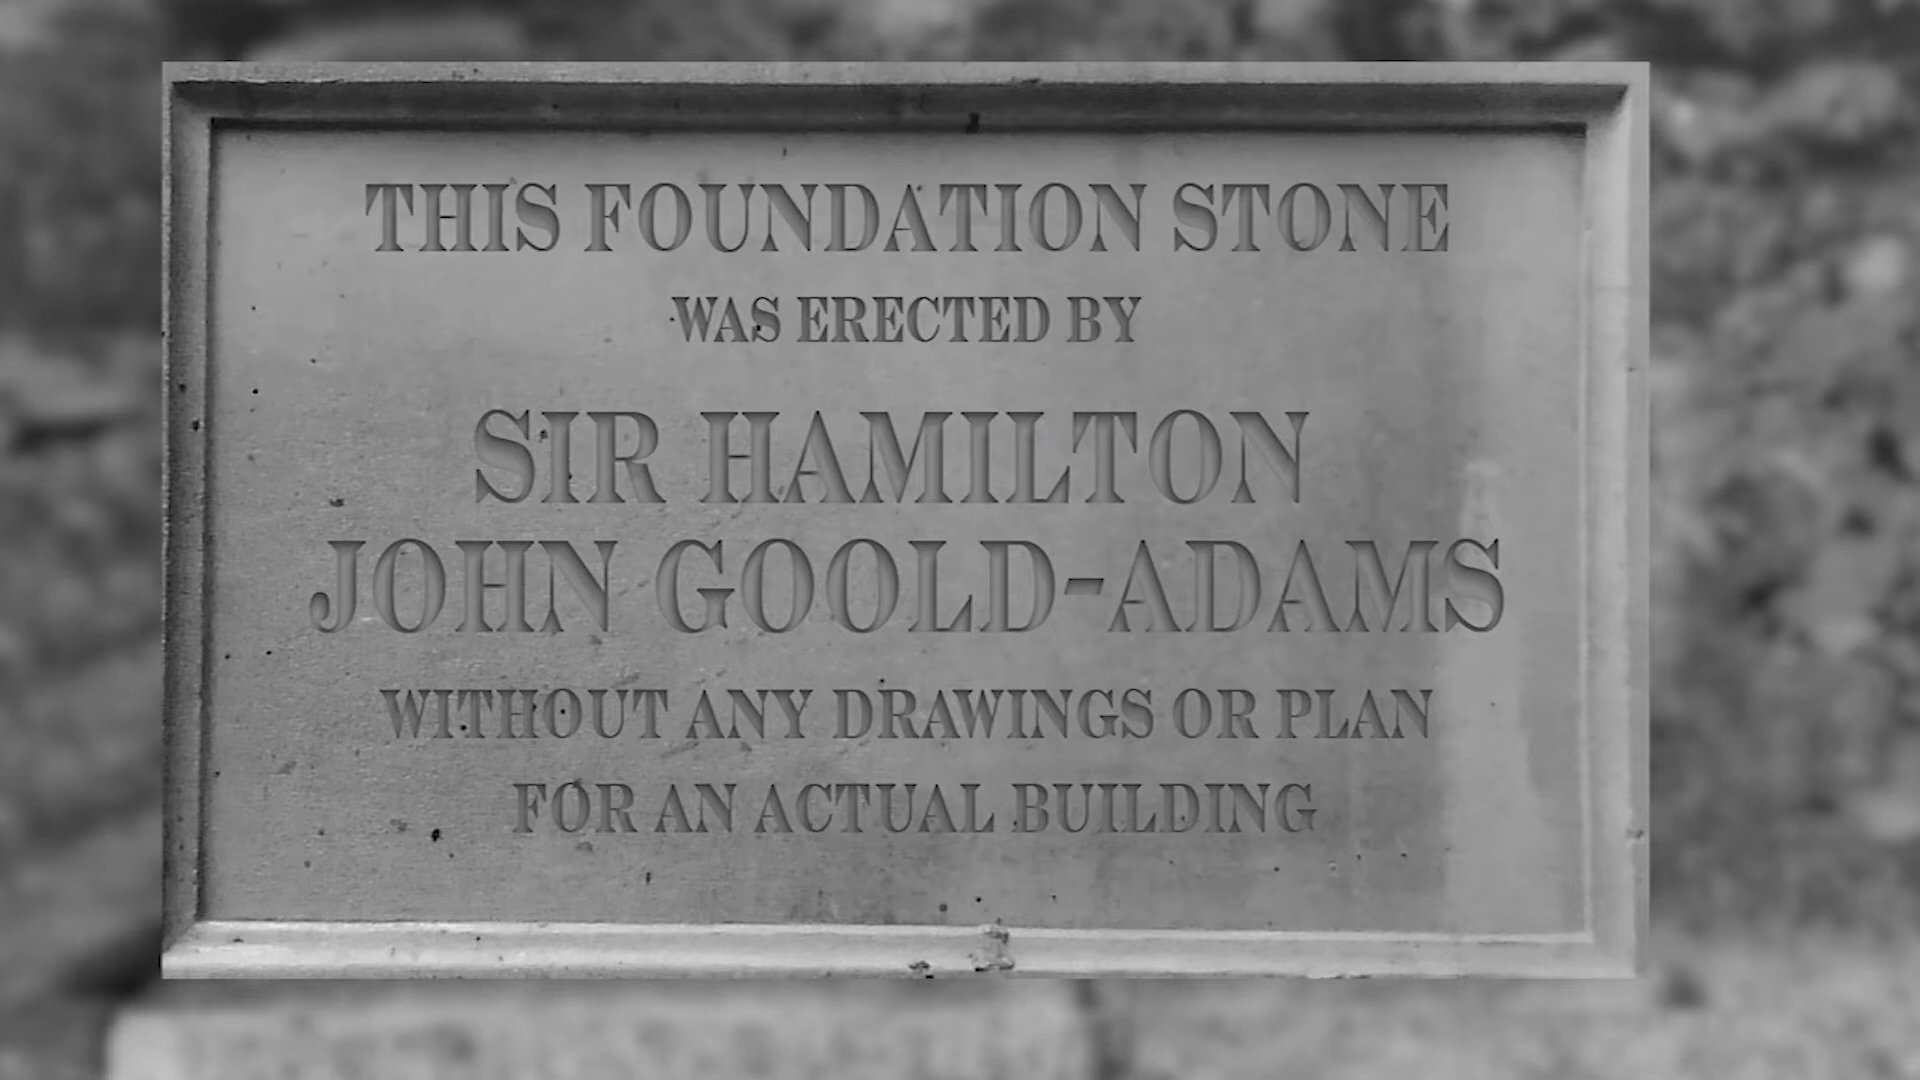 THIS FOUNDATION STONE
WAS ERECTED BY
SIR HAMILTON
JOHN GOOLD-ADAMS
WITHOUT ANY DRAWINGS OR PLAN
FOR AN ACTUAL BUILDING